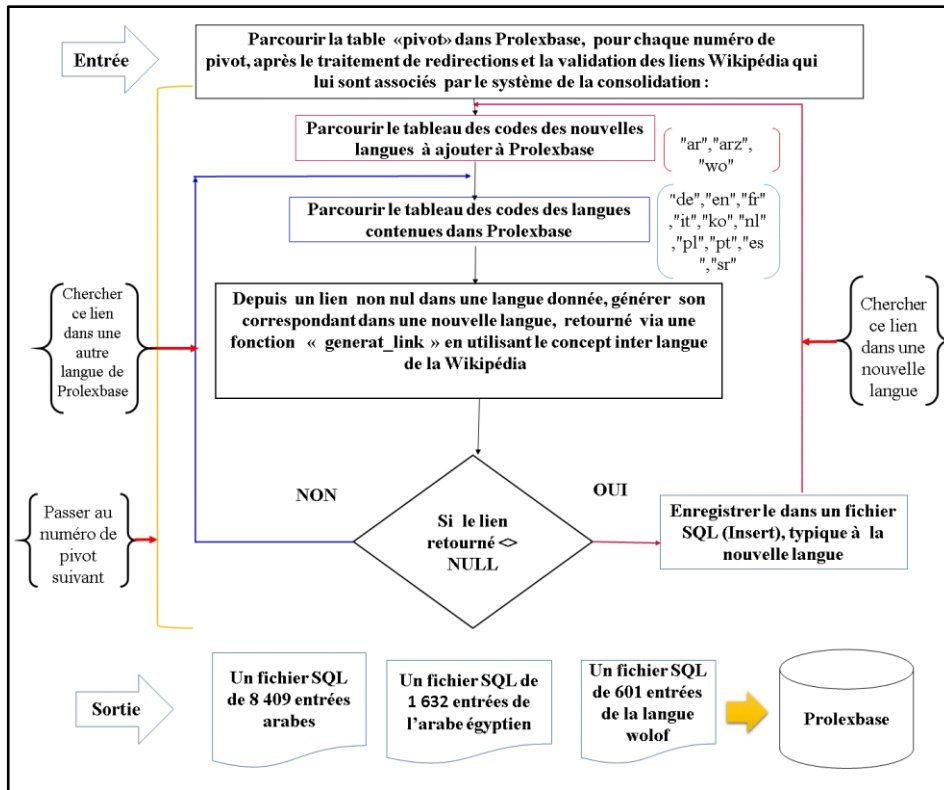 Entrée
Parcourir la table «pivot» dans Prolexbase, pour chaque numéro de
pivot, après le traitement de redirections et la validation des liens Wikipédia qui
lui sont associés par le système de la consolidation :
Parcourir le tableau des codes des nouvelles
langues à ajouter à Prolexbase
"ar","arz",
"wo"
Parcourir le tableau des codes des langues
contenues dans Prolexbase
"de","en","fr"
,"it","ko","nl"
,"pl","pt","es
","sr"
Depuis un lien non nul dans une langue donnée, générer son
correspondant dans une nouvelle langue, retourné via une
fonction « generat_link » en utilisant le concept inter langue
de la Wikipédia
Chercher
ce lien
dans une
autre
langue de
Prolexbase
Chercher
ce lien
dans une
nouvelle
langue
NON
OUI
Si le lien
retourné <>
NULL
Enregistrer le dans un fichier
SQL (Insert), typique à la
nouvelle langue
Passer au
numéro de
pivot
suivant
Sortie
Un fichier SQL
de 8 409 entrées
arabes
Un fichier SQL de
1 632 entrées de
l'arabe égyptien
Un fichier SQL
de 601 entrées
de la langue
wolof
Prolexbase